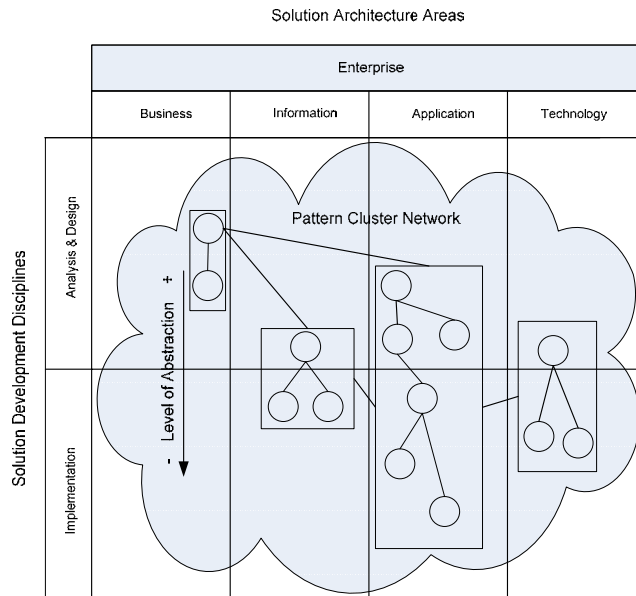 Solution Architecture Areas
Enterprise
Business
Information
Application
Technology
Pattern Cluster Network
Solution Development Disciplines
Analysis & Design
Implementation
- Level of Abstraction +